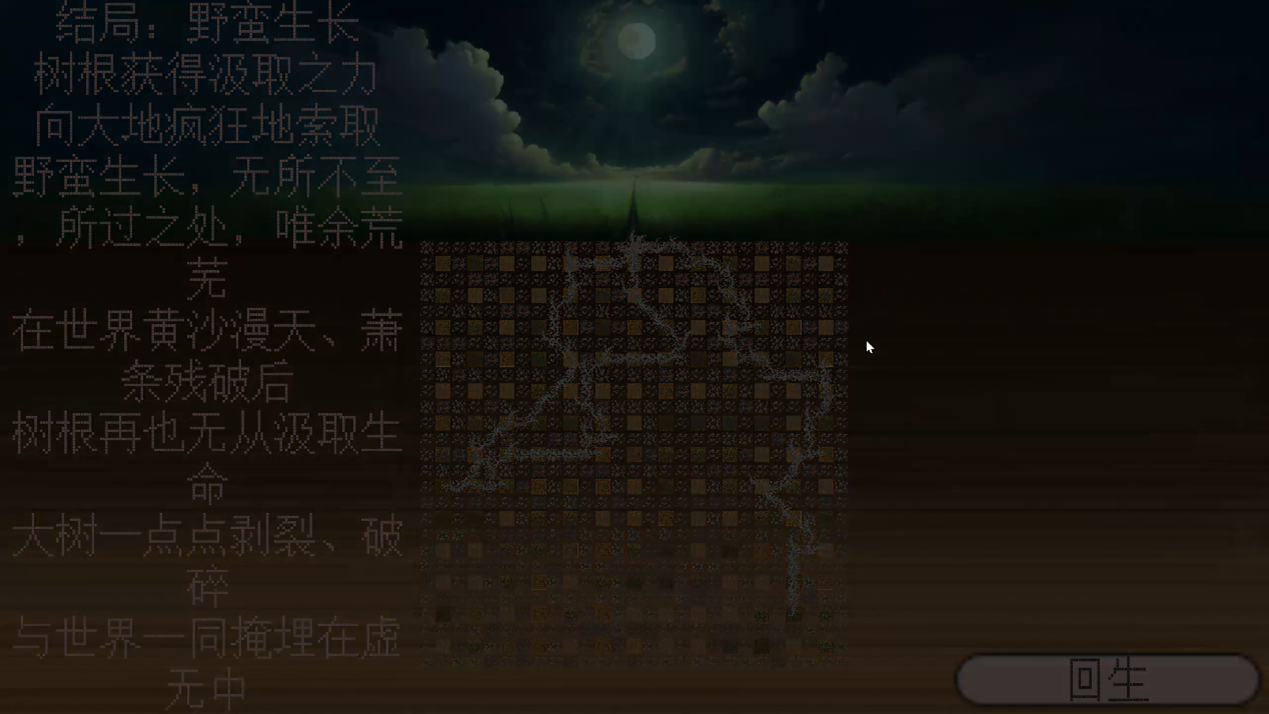 结局：野蛮生长
树根获得汲取之力
向大地疯狂地索取
野蛮生长，无所不至
，所过之处，唯余荒
芜
在世界黄沙漫天、萧
条残破后
树根再也无从汲取生
命
大树一点点剥裂、破
碎
与世界一同掩埋在虚
无中
回生